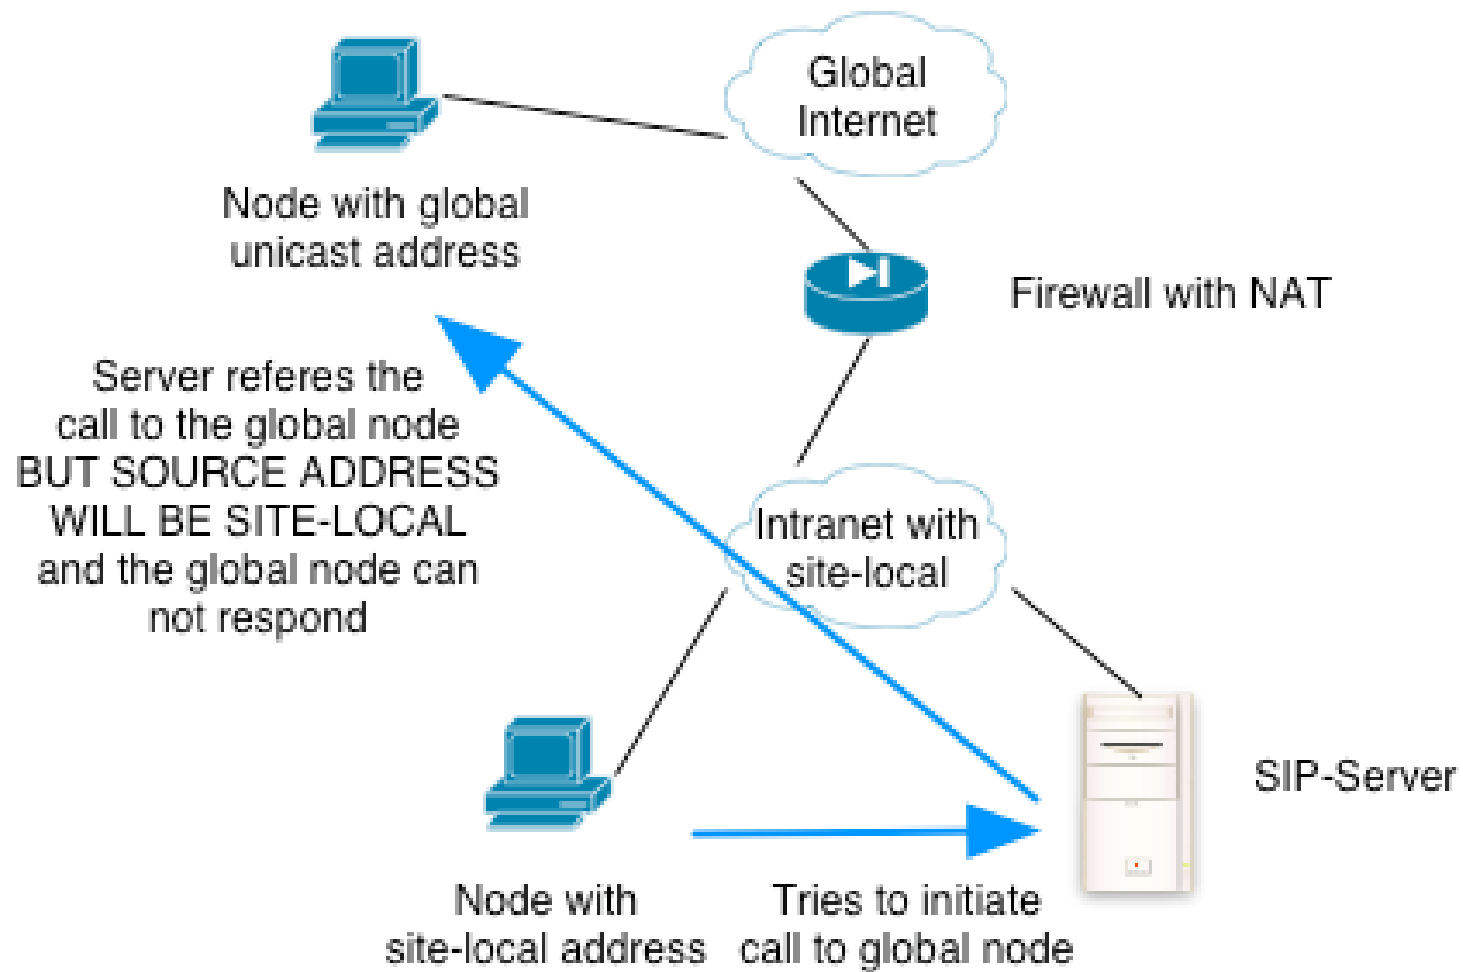 Global
Internet
Node with global
unicast address
Firewall with NAT
Server referes the
call to the global node
BUT SOURCE ADDRESS
WILL BE SITE-LOCAL
and the global node can
not respond
Intranet with
site-local
SIP-Server
Node with
site-local address
Tries to initiate
call to global node